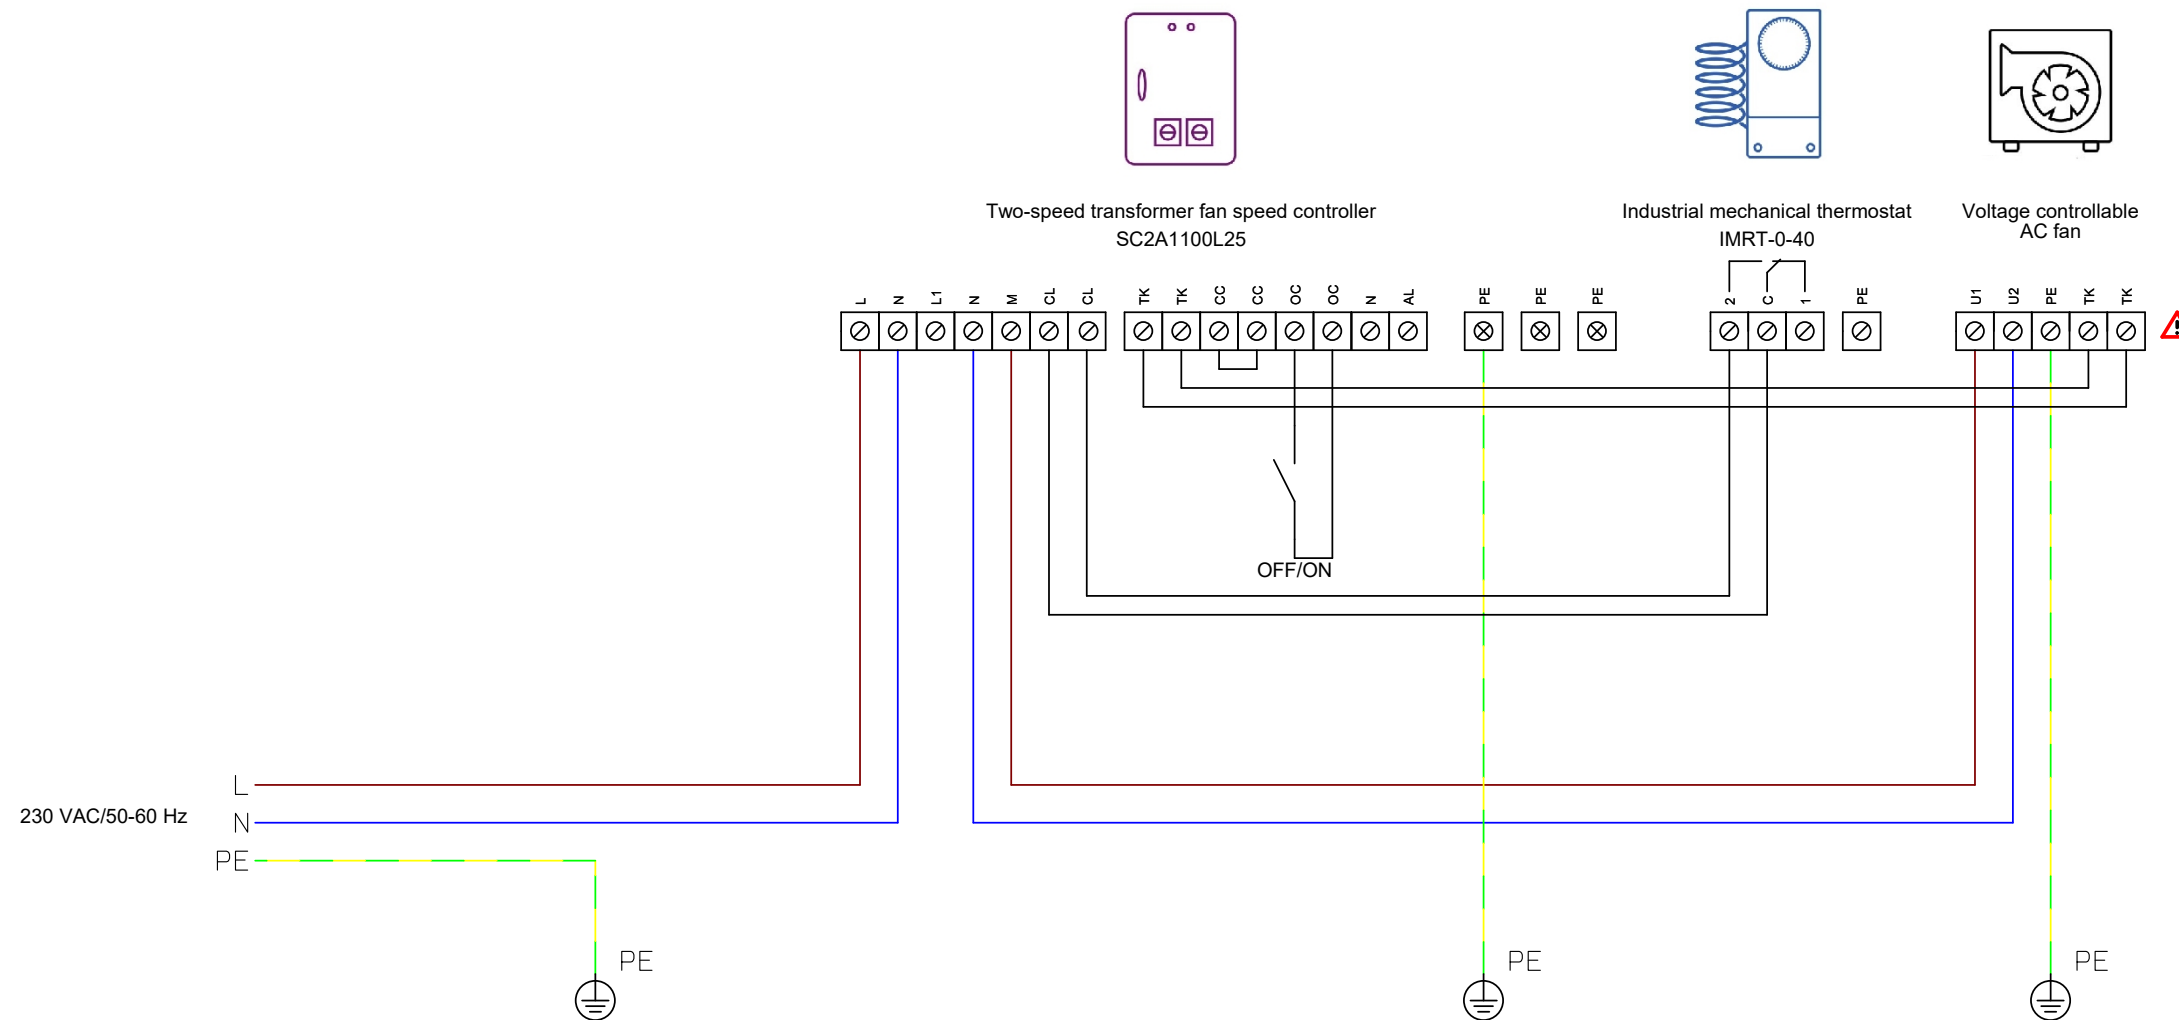 Two-speed transformer fan speed controller
SC2A1100L25
Industrial mechanical thermostat
IMRT-0-40
Voltage controllable
AC fan
L N L1 N M CL CL TK TK CC CC OC OC N AL PE PE PE 2 C 1 PE U1 U2 PE TK TK
OFF/ON
L
230 VAC/50-60 Hz
N
PE
PE
PE
PE